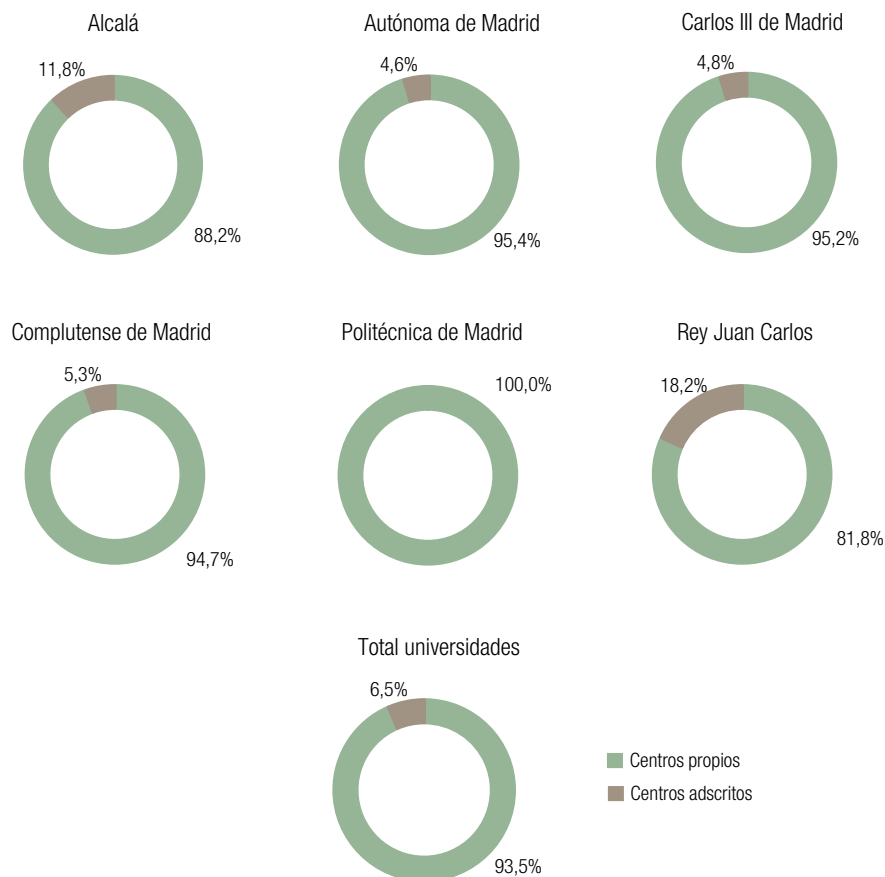 Alcalá
11,8%
88,2%
Autónoma de Madrid
4,6%
95,4%
Carlos III de Madrid
4,8%
95,2%
Complutense de Madrid
5,3%
94,7%
Politécnica de Madrid
100,0%
Rey Juan Carlos
18,2%
81,8%
Total universidades
6,5%
93,5%
Centros propios
Centros adscritos